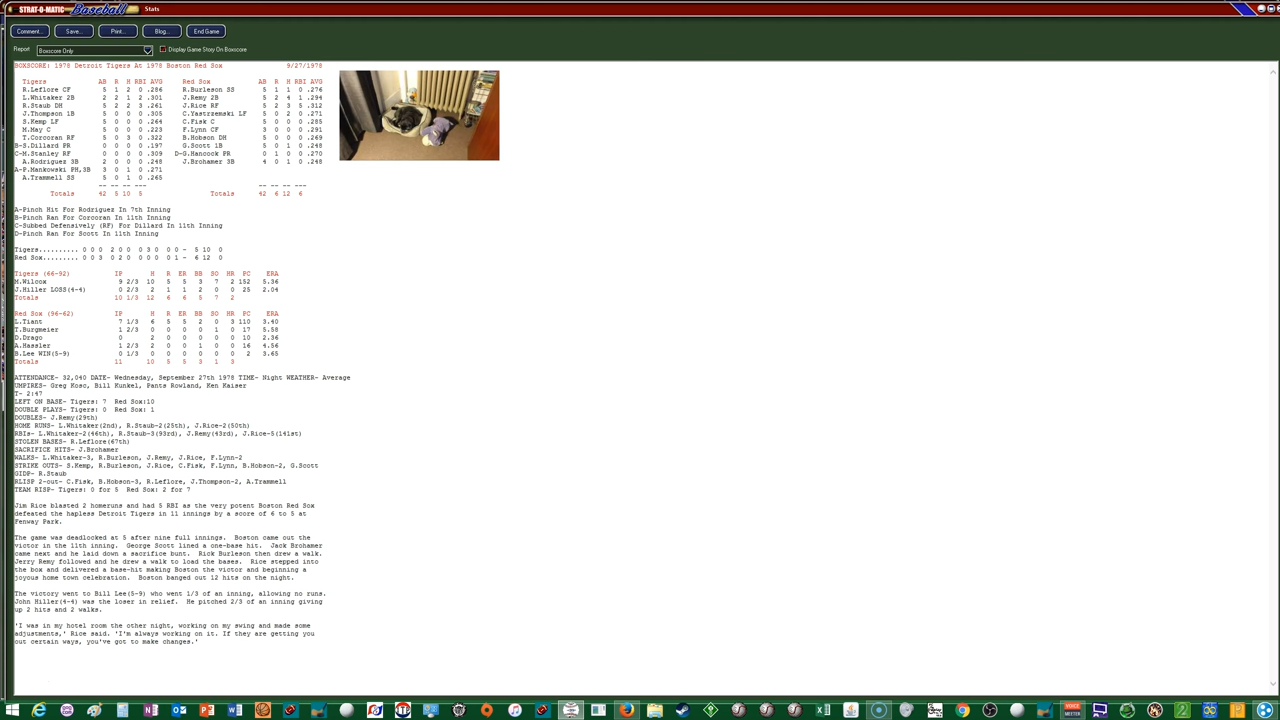 STRAT-O-MATIC Baseball Stats
Comment... Save... Print... Blog... End Game
Report Boxscore Only Display Game Story On Boxscore
BOXSCORE: 1978 Detroit Tigers At 1978 Boston Red Sox 9/27/1978
Tigers AB R H RBI AVG Red Sox AB R H RBI AVG
R.Leflore CF 5 1 2 0 .286 R.Burleson SS 5 1 1 0 .276
L.Whitaker 2B 2 2 1 2 .301 J.Remy 2B 5 2 4 1 .294
R.Staub DH 5 2 2 3 .261 J.Rice RF 5 2 3 5 .312
J.Thompson 1B 5 0 0 0 .305 C.Yastrzemski LF 5 0 2 0 .271
S.Kemp LF 5 0 0 0 .264 C.Fisk C 5 0 0 0 .285
M.May C 5 0 0 0 .223 F.Lynn CF 3 0 0 0 .291
T.Corcoran RF 5 0 3 0 .322 B.Hobson DH 5 0 0 0 .269
B-S.Dillard PR 0 0 0 0 .197 G.Scott 1B 5 0 1 0 .248
C-M.Stanley RF 0 0 0 0 .309 D-G.Hancock PR 0 1 0 0 .270
A.Rodriguez 3B 2 0 0 0 .248 J.Brohamer 3B 4 0 1 0 .248
A-P.Mankowski PH,3B 3 0 1 0 .271
A.Trammell SS 5 0 1 0 .265
-- -- -- --- -- -- -- ---
Totals 42 5 10 5 Totals 42 6 12 6
A-Pinch Hit For Rodriguez In 7th Inning
B-Pinch Ran For Corcoran In 11th Inning
C-Subbed Defensively (RF) For Dillard In 11th Inning
D-Pinch Ran For Scott In 11th Inning
Tigers.......... 0 0 0 2 0 0 0 3 0 0 0 - 5 10 0
Red Sox......... 0 0 3 0 2 0 0 0 0 0 1 - 6 12 0
Tigers (66-92) IP H R ER BB SO HR PC ERA
M.Wilcox 9 2/3 10 5 5 3 7 2 152 5.36
J.Hiller LOSS(4-4) 0 2/3 2 1 1 2 0 0 25 2.04
Totals 10 1/3 12 6 6 5 7 2
Red Sox (96-62) IP H R ER BB SO HR PC ERA
L.Tiant 7 1/3 6 5 5 2 0 3 110 3.40
T.Burgmeier 1 2/3 0 0 0 0 1 0 17 5.58
D.Drago 0 2 0 0 0 0 0 10 2.36
A.Hassler 1 2/3 2 0 0 1 0 0 16 4.56
B.Lee WIN(5-9) 0 1/3 0 0 0 0 0 0 2 3.65
Totals 11 10 5 5 3 1 3
ATTENDANCE- 32,040 DATE- Wednesday, September 27th 1978 TIME- Night WEATHER- Average
UMPIRES- Greg Kosc, Bill Kunkel, Pants Rowland, Ken Kaiser
T- 2:47
LEFT ON BASE- Tigers: 7 Red Sox:10
DOUBLE PLAYS- Tigers: 0 Red Sox: 1
DOUBLES- J.Remy(29th)
HOME RUNS- L.Whitaker(2nd), R.Staub-2(25th), J.Rice-2(50th)
RBIs- L.Whitaker-2(46th), R.Staub-3(93rd), J.Remy(43rd), J.Rice-5(141st)
STOLEN BASES- R.Leflore(67th)
SACRIFICE HITS- J.Brohamer
WALKS- L.Whitaker-3, R.Burleson, J.Remy, J.Rice, F.Lynn-2
STRIKE OUTS- S.Kemp, R.Burleson, J.Rice, C.Fisk, F.Lynn, B.Hobson-2, G.Scott
GIDP- R.Staub
RLISP 2-out- C.Fisk, B.Hobson-3, R.Leflore, J.Thompson-2, A.Trammell
TEAM RISP- Tigers: 0 for 5 Red Sox: 2 for 7
Jim Rice blasted 2 homeruns and had 5 RBI as the very potent Boston Red Sox
defeated the hapless Detroit Tigers in 11 innings by a score of 6 to 5 at
Fenway Park.
The game was deadlocked at 5 after nine full innings. Boston came out the
victor in the 11th inning. George Scott lined a one-base hit. Jack Brohamer
came next and he laid down a sacrifice bunt. Rick Burleson then drew a walk.
Jerry Remy followed and he drew a walk to load the bases. Rice stepped into
the box and delivered a base-hit making Boston the victor and beginning a
joyous home town celebration. Boston banged out 12 hits on the night.
The victory went to Bill Lee(5-9) who went 1/3 of an inning, allowing no runs.
John Hiller(4-4) was the loser in relief. He pitched 2/3 of an inning giving
up 2 hits and 2 walks.
'I was in my hotel room the other night, working on my swing and made some
adjustments,' Rice said. 'I'm always working on it. If they are getting you
out certain ways, you've got to make changes.'